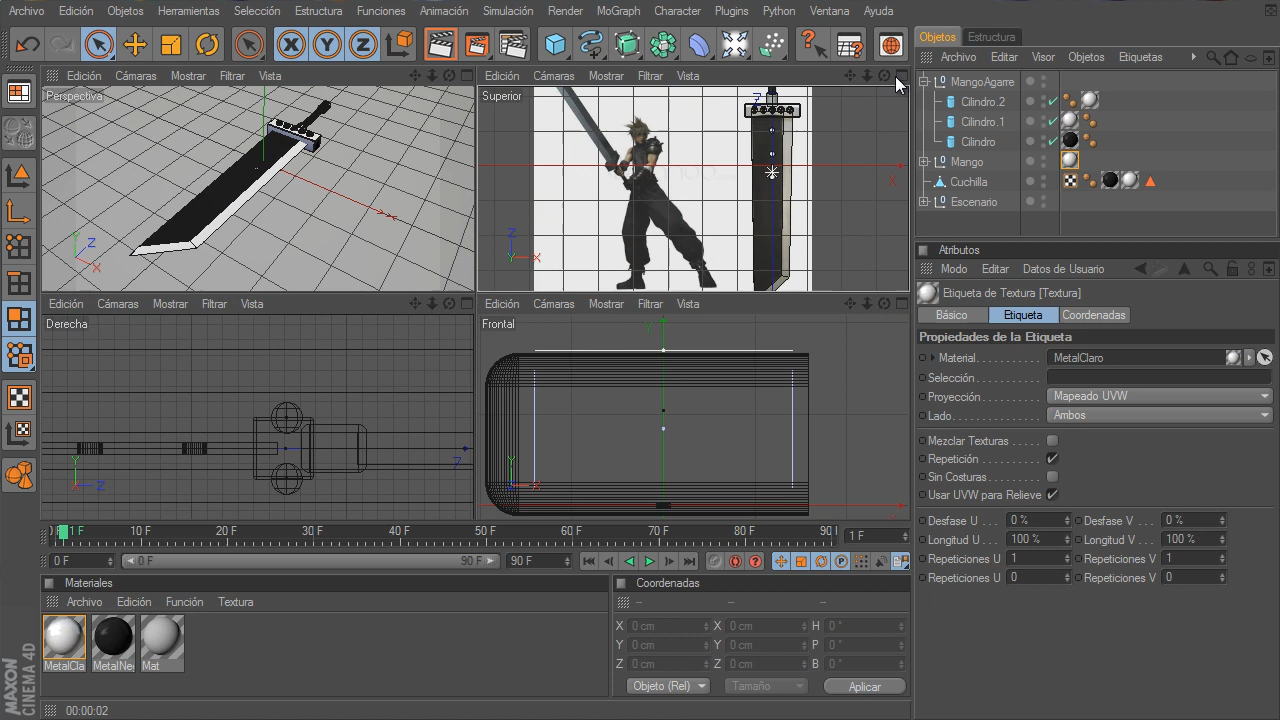 Archivo Edición Objetos Herramientas Selección Estructura Funciones Animación Simulación Render MoGraph Character Plugins Python Ventana Ayuda
Objetos Estructura
Archivo Editar Visor Objetos Etiquetas
Edición Cámaras Mostrar Filtrar Vista
Perspectiva
Edición Cámaras Mostrar Filtrar Vista
Superior
MangoAgarre
Cilindro.2
Cilindro.1
Cilindro
Mango
Cuchilla
Escenario
Atributos
Modo Editar Datos de Usuario
Etiqueta de Textura [Textura]
Básico Etiqueta Coordenadas
Propiedades de la Etiqueta
Material MetalClaro
Selección
Proyección Mapeado UVW
Lado Ambos
Mezclar Texturas
Repetición
Sin Costuras
Usar UVW para Relieve
Desfase U 0 % Desfase V 0 %
Longitud U 100 % Longitud V 100 %
Repeticiones U 1 Repeticiones V 1
Repeticiones U 0 Repeticiones V 0
Edición Cámaras Mostrar Filtrar Vista
Derecha
Edición Cámaras Mostrar Filtrar Vista
Frontal
1 F 10 F 20 F 30 F 40 F 50 F 60 F 70 F 80 F 90 F 1 F
0 F 0 F 90 F 90 F
Materiales
Archivo Edición Función Textura
MetalCla MetalNe Mat
Coordenadas
X 0 cm X 0 cm H 0 °
Y 0 cm Y 0 cm P 0 °
Z 0 cm Z 0 cm B 0 °
Objeto (Rel) Tamaño Aplicar
MAXON
CINEMA 4D
00:00:02